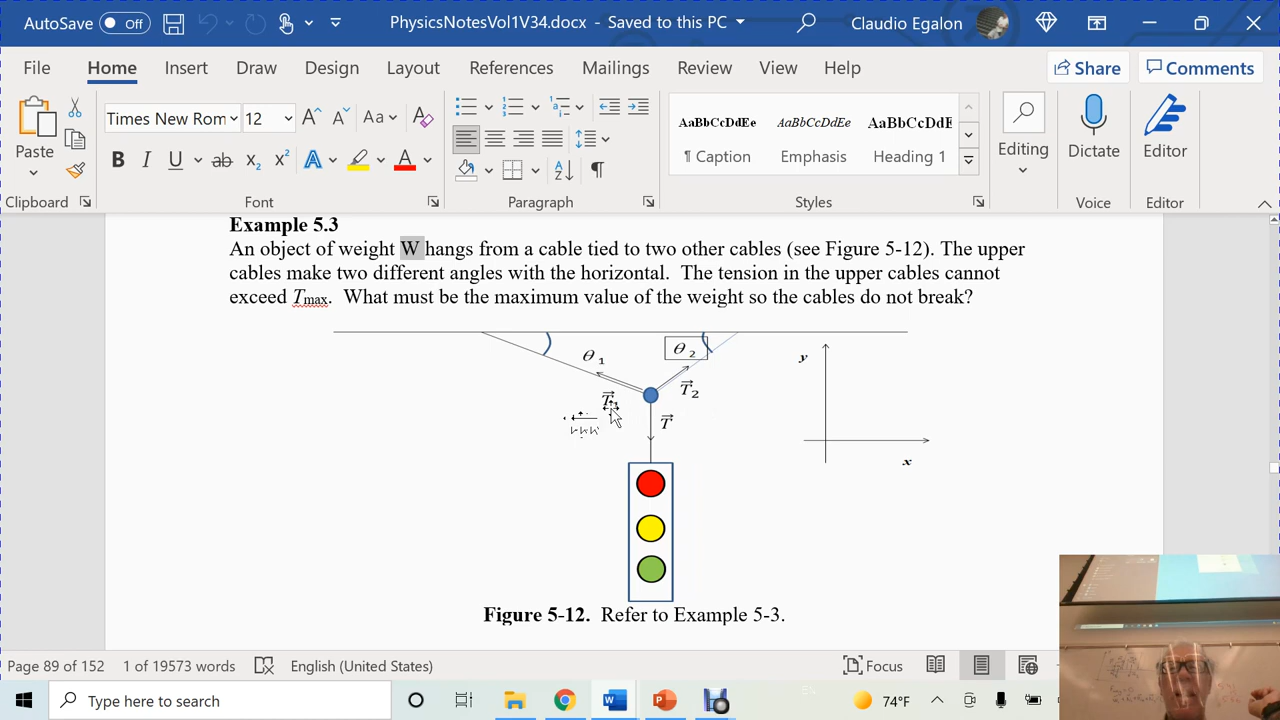 AutoSave Off PhysicsNotesVol1V34.docx - Saved to this PC Claudio Egalon
File Home Insert Draw Design Layout References Mailings Review View Help Share Comments
Times New Rom 12 Aa
Paste B I U ab x₂ x² A A
AaBbCcDdEe AaBbCcDdEe AaBbCcDdE
¶ Caption Emphasis ¶ Heading 1
Editing Dictate Editor
Clipboard Font Paragraph Styles Voice Editor
Example 5.3
An object of weight W hangs from a cable tied to two other cables (see Figure 5-12). The upper
cables make two different angles with the horizontal. The tension in the upper cables cannot
exceed Tmax. What must be the maximum value of the weight so the cables do not break?
θ 1
θ 2
y
T₂
T
x
Figure 5-12. Refer to Example 5-3.
Page 89 of 152 1 of 19573 words English (United States) Focus
Type here to search 74°F